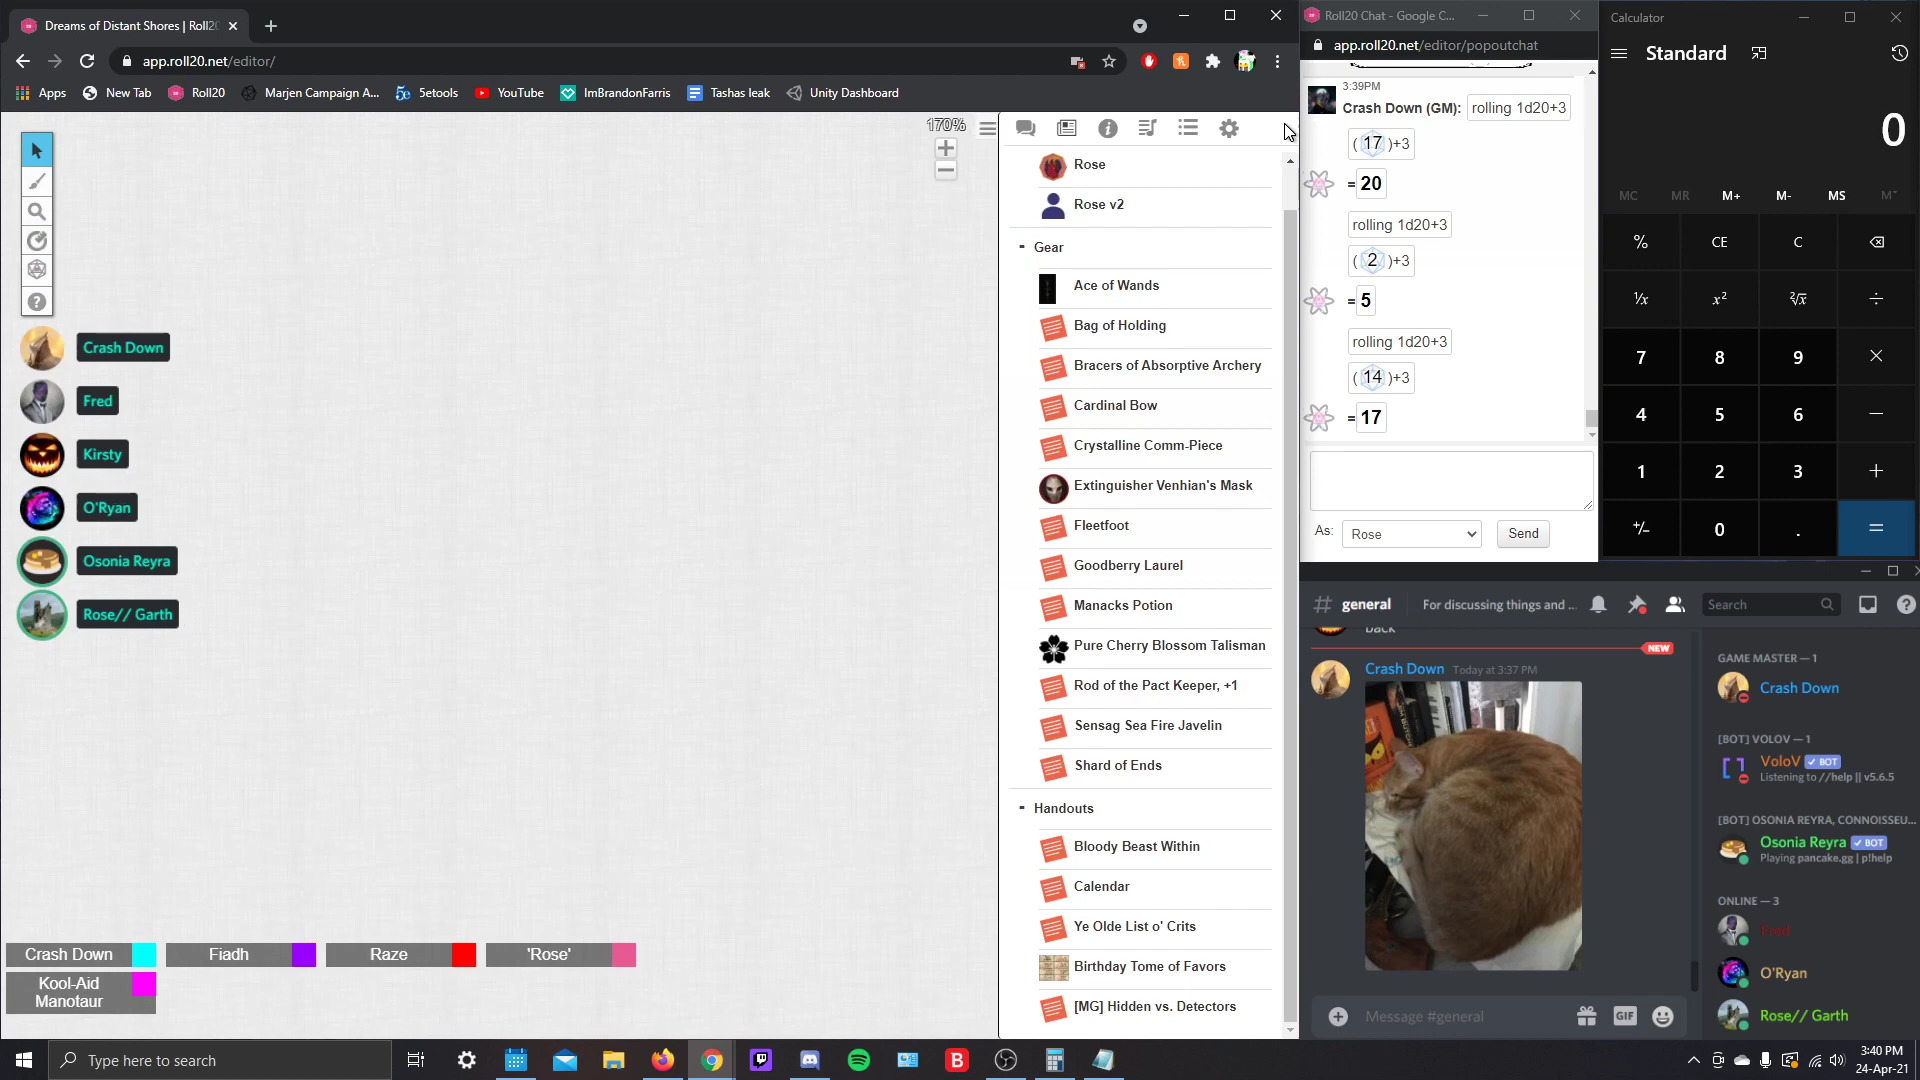 Dreams of Distant Shores | Roll20
app.roll20.net/editor/
Apps
New Tab
Roll20
Marjen Campaign A...
5etools
YouTube
ImBrandonFarris
Tashas leak
Unity Dashboard
170%
Crash Down
Fred
Kirsty
O'Ryan
Osonia Reyra
Rose// Garth
Crash Down
Fiadh
Raze
'Rose'
Kool-Aid
Manotaur
Rose
Rose v2
Gear
Ace of Wands
Bag of Holding
Bracers of Absorptive Archery
Cardinal Bow
Crystalline Comm-Piece
Extinguisher Venhian's Mask
Fleetfoot
Goodberry Laurel
Manacks Potion
Pure Cherry Blossom Talisman
Rod of the Pact Keeper, +1
Sensag Sea Fire Javelin
Shard of Ends
Handouts
Bloody Beast Within
Calendar
Ye Olde List o' Crits
Birthday Tome of Favors
[MG] Hidden vs. Detectors
Roll20 Chat - Google C...
app.roll20.net/editor/popoutchat
3:39PM
Crash Down (GM): rolling 1d20+3
(17)+3
=20
rolling 1d20+3
(2)+3
=5
rolling 1d20+3
(14)+3
=17
As: Rose Send
Calculator
Standard
0
MC MR M+ M- MS M˅
% CE C
¹/x x² ²√x ÷
7 8 9 ×
4 5 6 −
1 2 3 +
+/- 0 . =
# general
For discussing things and ...
Search
back
NEW
Crash Down Today at 3:37 PM
Message #general
GIF
GAME MASTER — 1
Crash Down
[BOT] VOLOV — 1
VoloV ✓ BOT
Listening to //help || v5.6.5
[BOT] OSONIA REYRA, CONNOISSEU...
Osonia Reyra ✓ BOT
Playing pancake.gg | p!help
ONLINE — 3
Fred
O'Ryan
Rose// Garth
Type here to search
3:40 PM
24-Apr-21